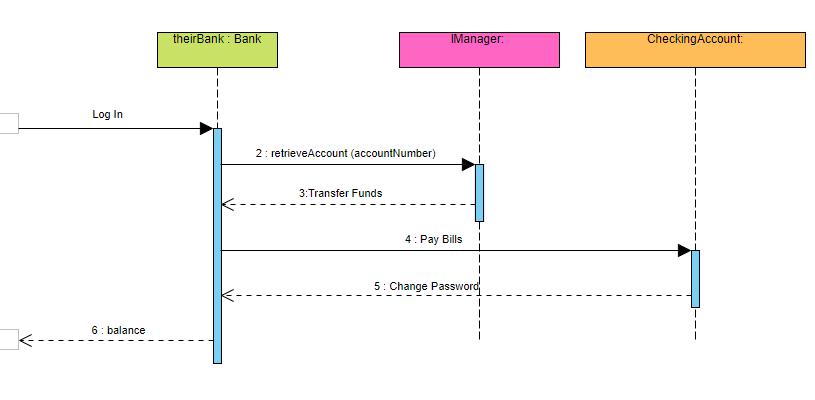 theirBank : Bank
IManager:
CheckingAccount:
Log In
2 : retrieveAccount (accountNumber)
3:Transfer Funds
4 : Pay Bills
5 : Change Password
6 : balance